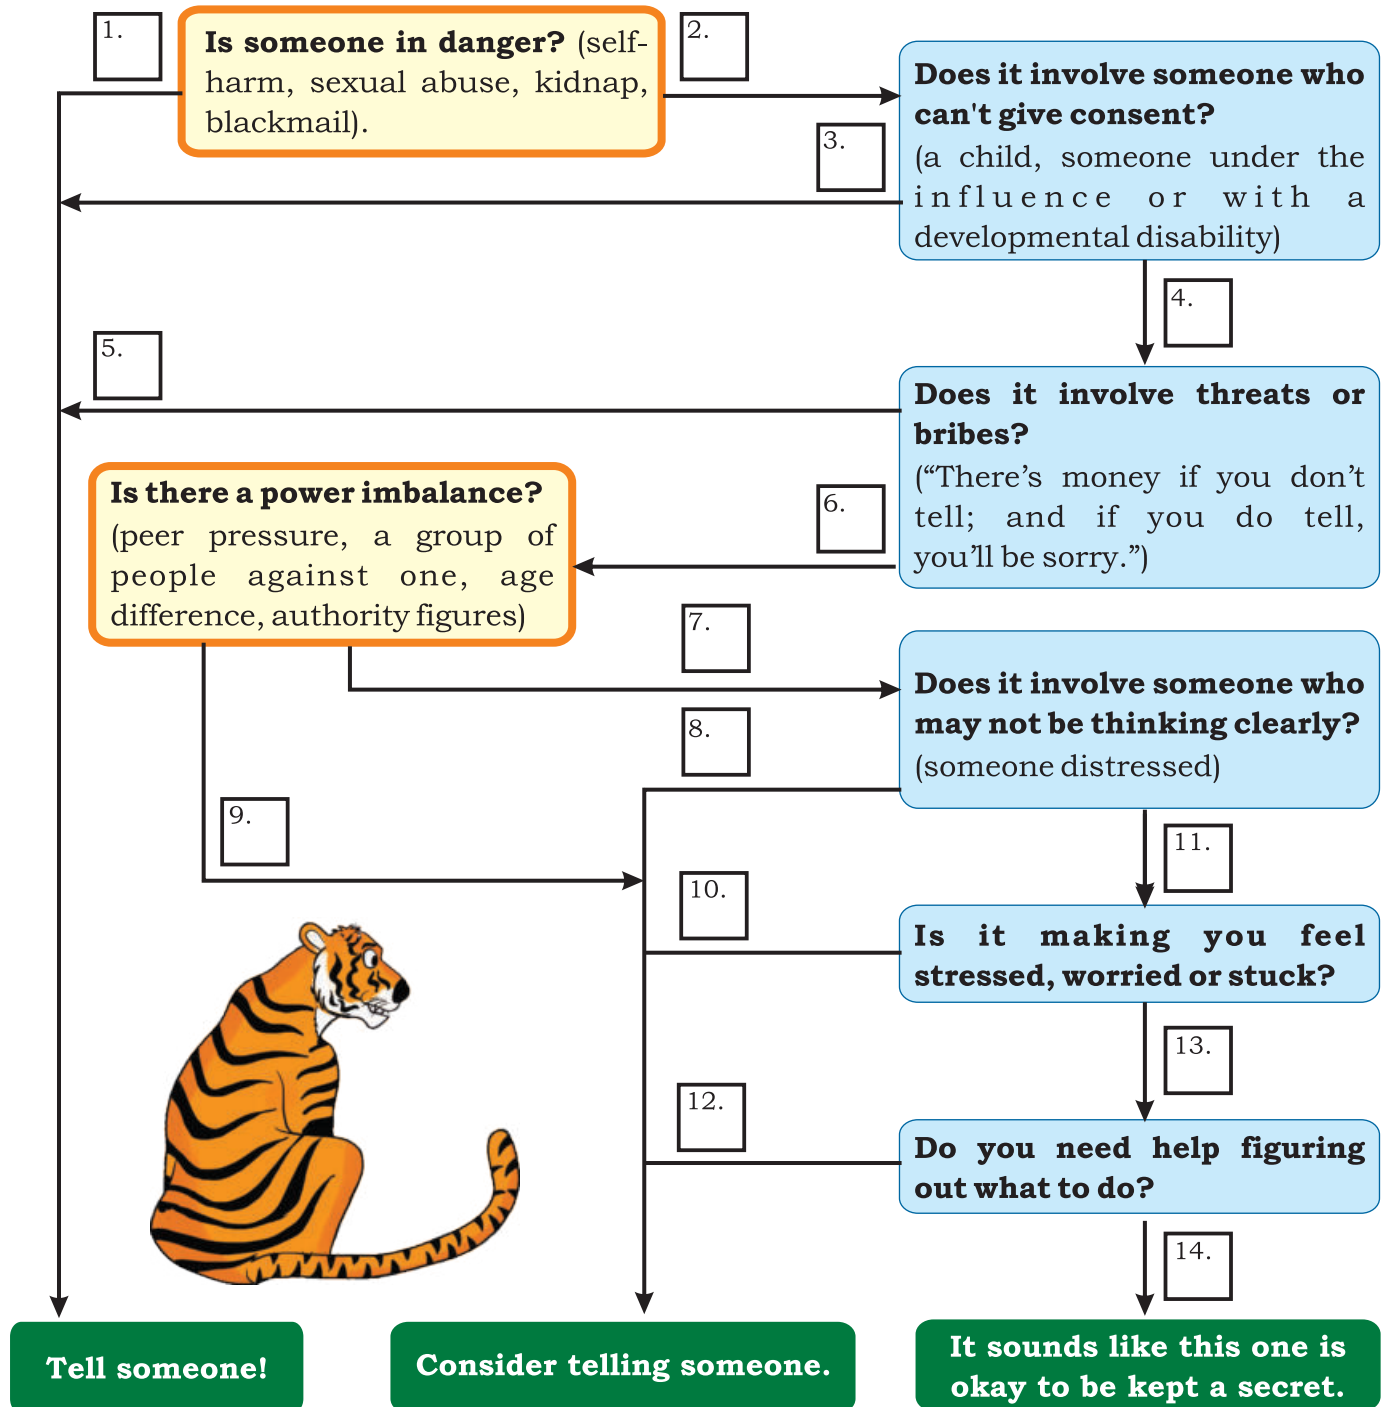 1.
Is someone in danger? (self-
harm, sexual abuse, kidnap,
blackmail).
2.
Does it involve someone who
can't give consent?
(a child, someone under the
influence or with a
developmental disability)
3.
4.
5.
Does it involve threats or
bribes?
(“There’s money if you don’t
tell; and if you do tell,
you’ll be sorry.”)
6.
Is there a power imbalance?
(peer pressure, a group of
people against one, age
difference, authority figures)
7.
Does it involve someone who
may not be thinking clearly?
(someone distressed)
8.
9.
10.
11.
Is it making you feel
stressed, worried or stuck?
12.
13.
Do you need help figuring
out what to do?
14.
Tell someone!
Consider telling someone.
It sounds like this one is
okay to be kept a secret.